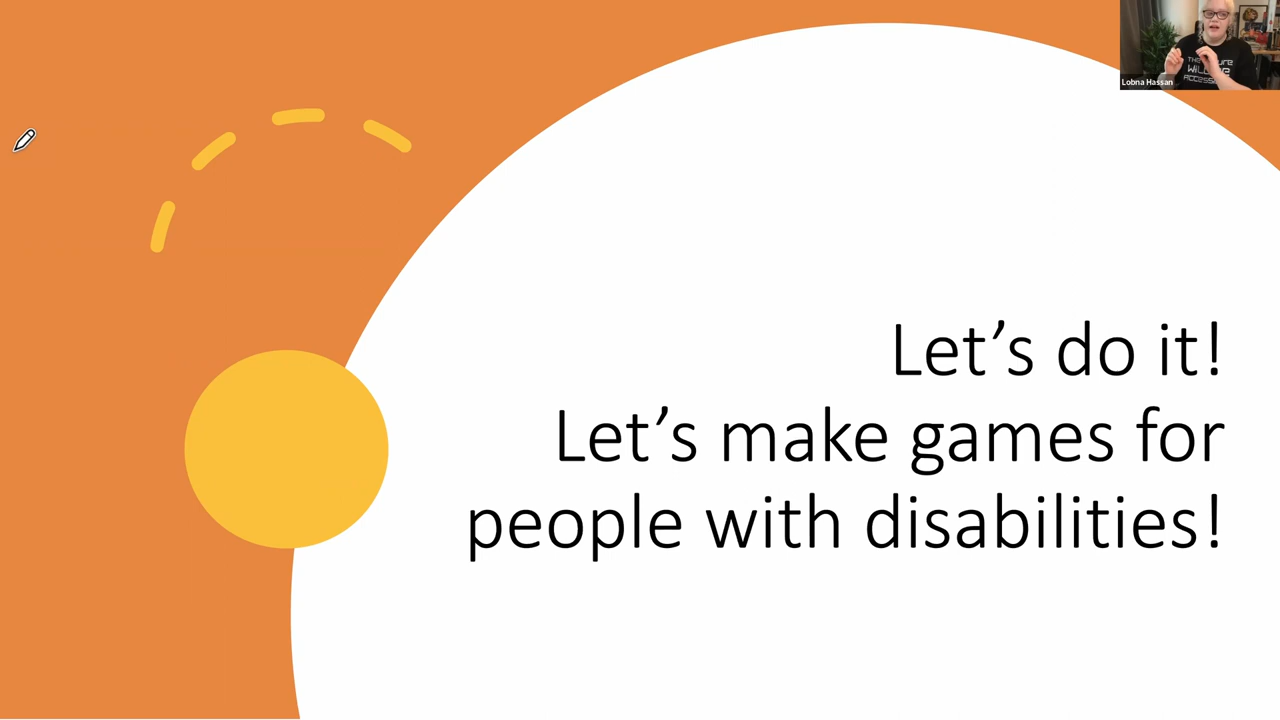 Lobna Hassan
Let's do it!
Let's make games for
people with disabilities!